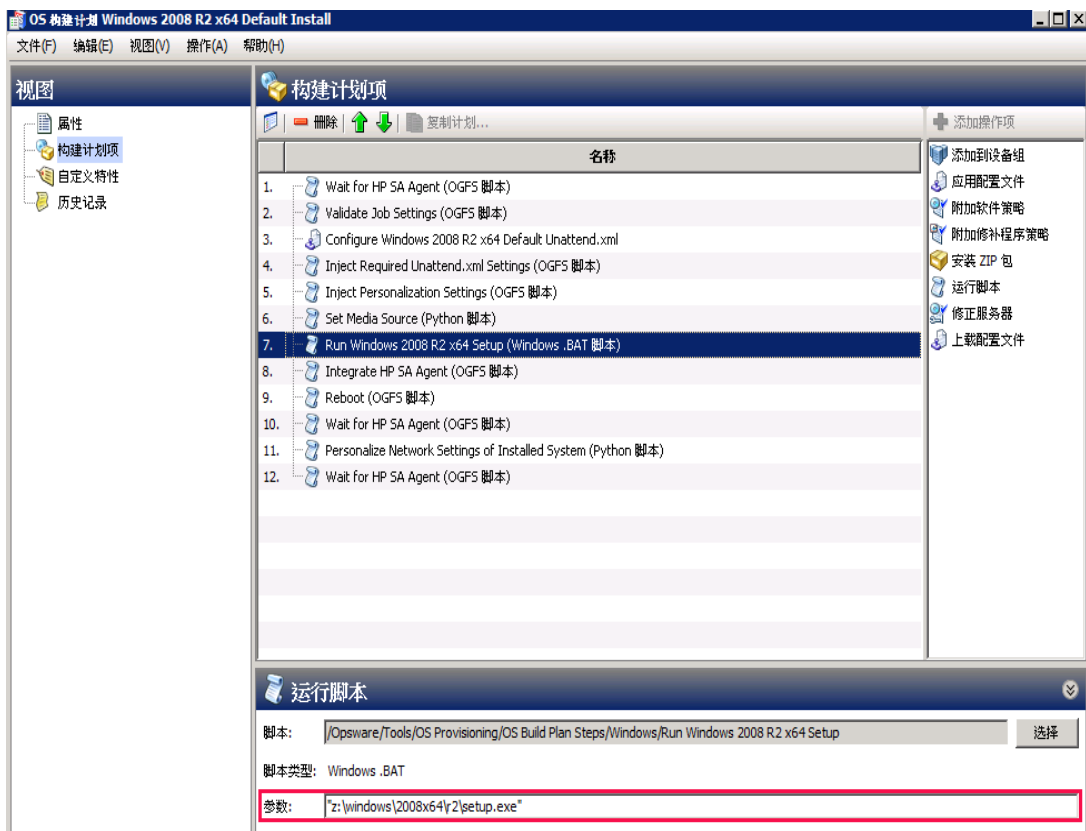 OS 构建计划 Windows 2008 R2 x64 Default Install
文件(F) 编辑(E) 视图(V) 操作(A) 帮助(H)
视图
属性
构建计划项
自定义特性
历史记录
构建计划项
删除 复制计划...
名称
1. Wait for HP SA Agent (OGFS 脚本)
2. Validate Job Settings (OGFS 脚本)
3. Configure Windows 2008 R2 x64 Default Unattend.xml
4. Inject Required Unattend.xml Settings (OGFS 脚本)
5. Inject Personalization Settings (OGFS 脚本)
6. Set Media Source (Python 脚本)
7. Run Windows 2008 R2 x64 Setup (Windows .BAT 脚本)
8. Integrate HP SA Agent (OGFS 脚本)
9. Reboot (OGFS 脚本)
10. Wait for HP SA Agent (OGFS 脚本)
11. Personalize Network Settings of Installed System (Python 脚本)
12. Wait for HP SA Agent (OGFS 脚本)
添加操作项
添加到设备组
应用配置文件
附加软件策略
附加修补程序策略
安装 ZIP 包
运行脚本
修正服务器
上载配置文件
运行脚本
脚本: /Opsware/Tools/OS Provisioning/OS Build Plan Steps/Windows/Run Windows 2008 R2 x64 Setup 选择
脚本类型: Windows .BAT
参数: "z:\windows\2008x64\r2\setup.exe"